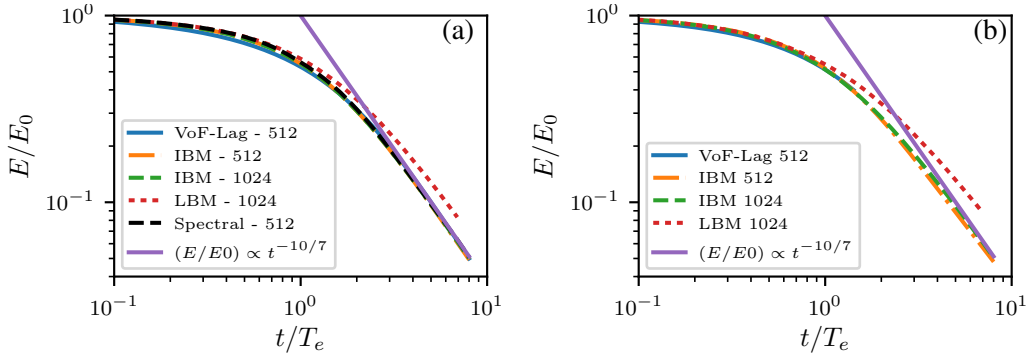 (a)
10^0
E/E_0
10^{-1}
VoF-Lag - 512
IBM - 512
IBM - 1024
LBM - 1024
Spectral - 512
(E/E0) ∝ t^{-10/7}
10^{-1} 10^0 10^1
t/T_e
(b)
10^0
E/E_0
10^{-1}
VoF-Lag 512
IBM 512
IBM 1024
LBM 1024
(E/E0) ∝ t^{-10/7}
10^{-1} 10^0 10^1
t/T_e